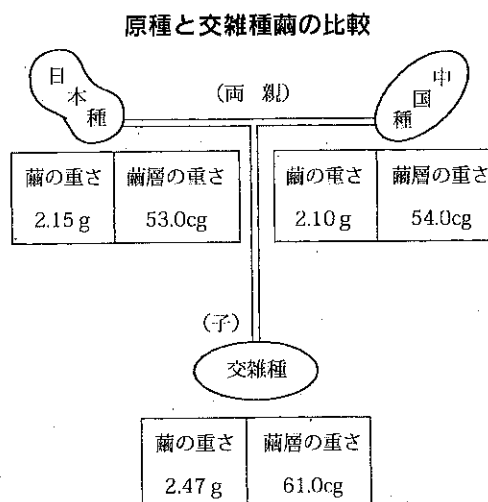 原種と交雑種繭の比較
日本種
(両 親)
中国種
繭の重さ 繭層の重さ
2.15g 53.0cg
繭の重さ 繭層の重さ
2.10g 54.0cg
(子)
交雑種
繭の重さ 繭層の重さ
2.47g 61.0cg